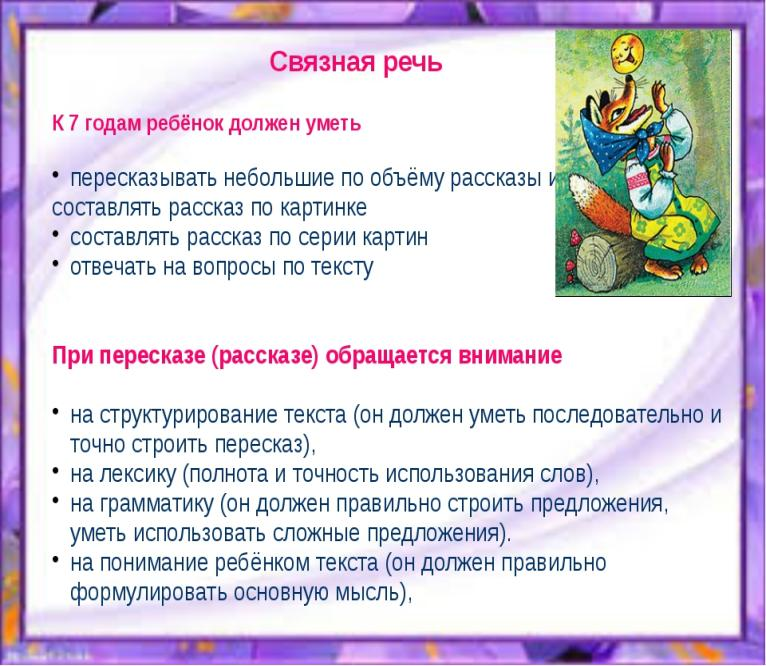 Связная речь
К 7 годам ребёнок должен уметь
• пересказывать небольшие по объёму рассказы и
составлять рассказ по картинке
• составлять рассказ по серии картин
• отвечать на вопросы по тексту
При пересказе (рассказе) обращается внимание
• на структурирование текста (он должен уметь последовательно и
точно строить пересказ),
• на лексику (полнота и точность использования слов),
• на грамматику (он должен правильно строить предложения,
уметь использовать сложные предложения).
• на понимание ребёнком текста (он должен правильно
формулировать основную мысль),